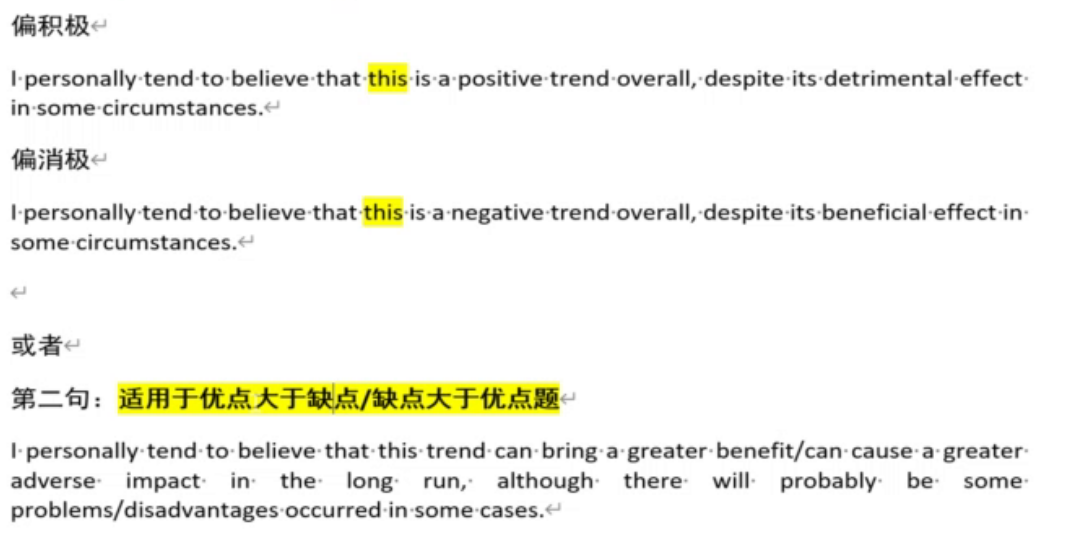 偏积极
I personally tend to believe that this is a positive trend overall, despite its detrimental effect
in some circumstances.
偏消极
I personally tend to believe that this is a negative trend overall, despite its beneficial effect in
some circumstances.
或者
第二句：适用于优点大于缺点/缺点大于优点题
I personally tend to believe that this trend can bring a greater benefit/can cause a greater
adverse impact in the long run, although there will probably be some
problems/disadvantages occurred in some cases.